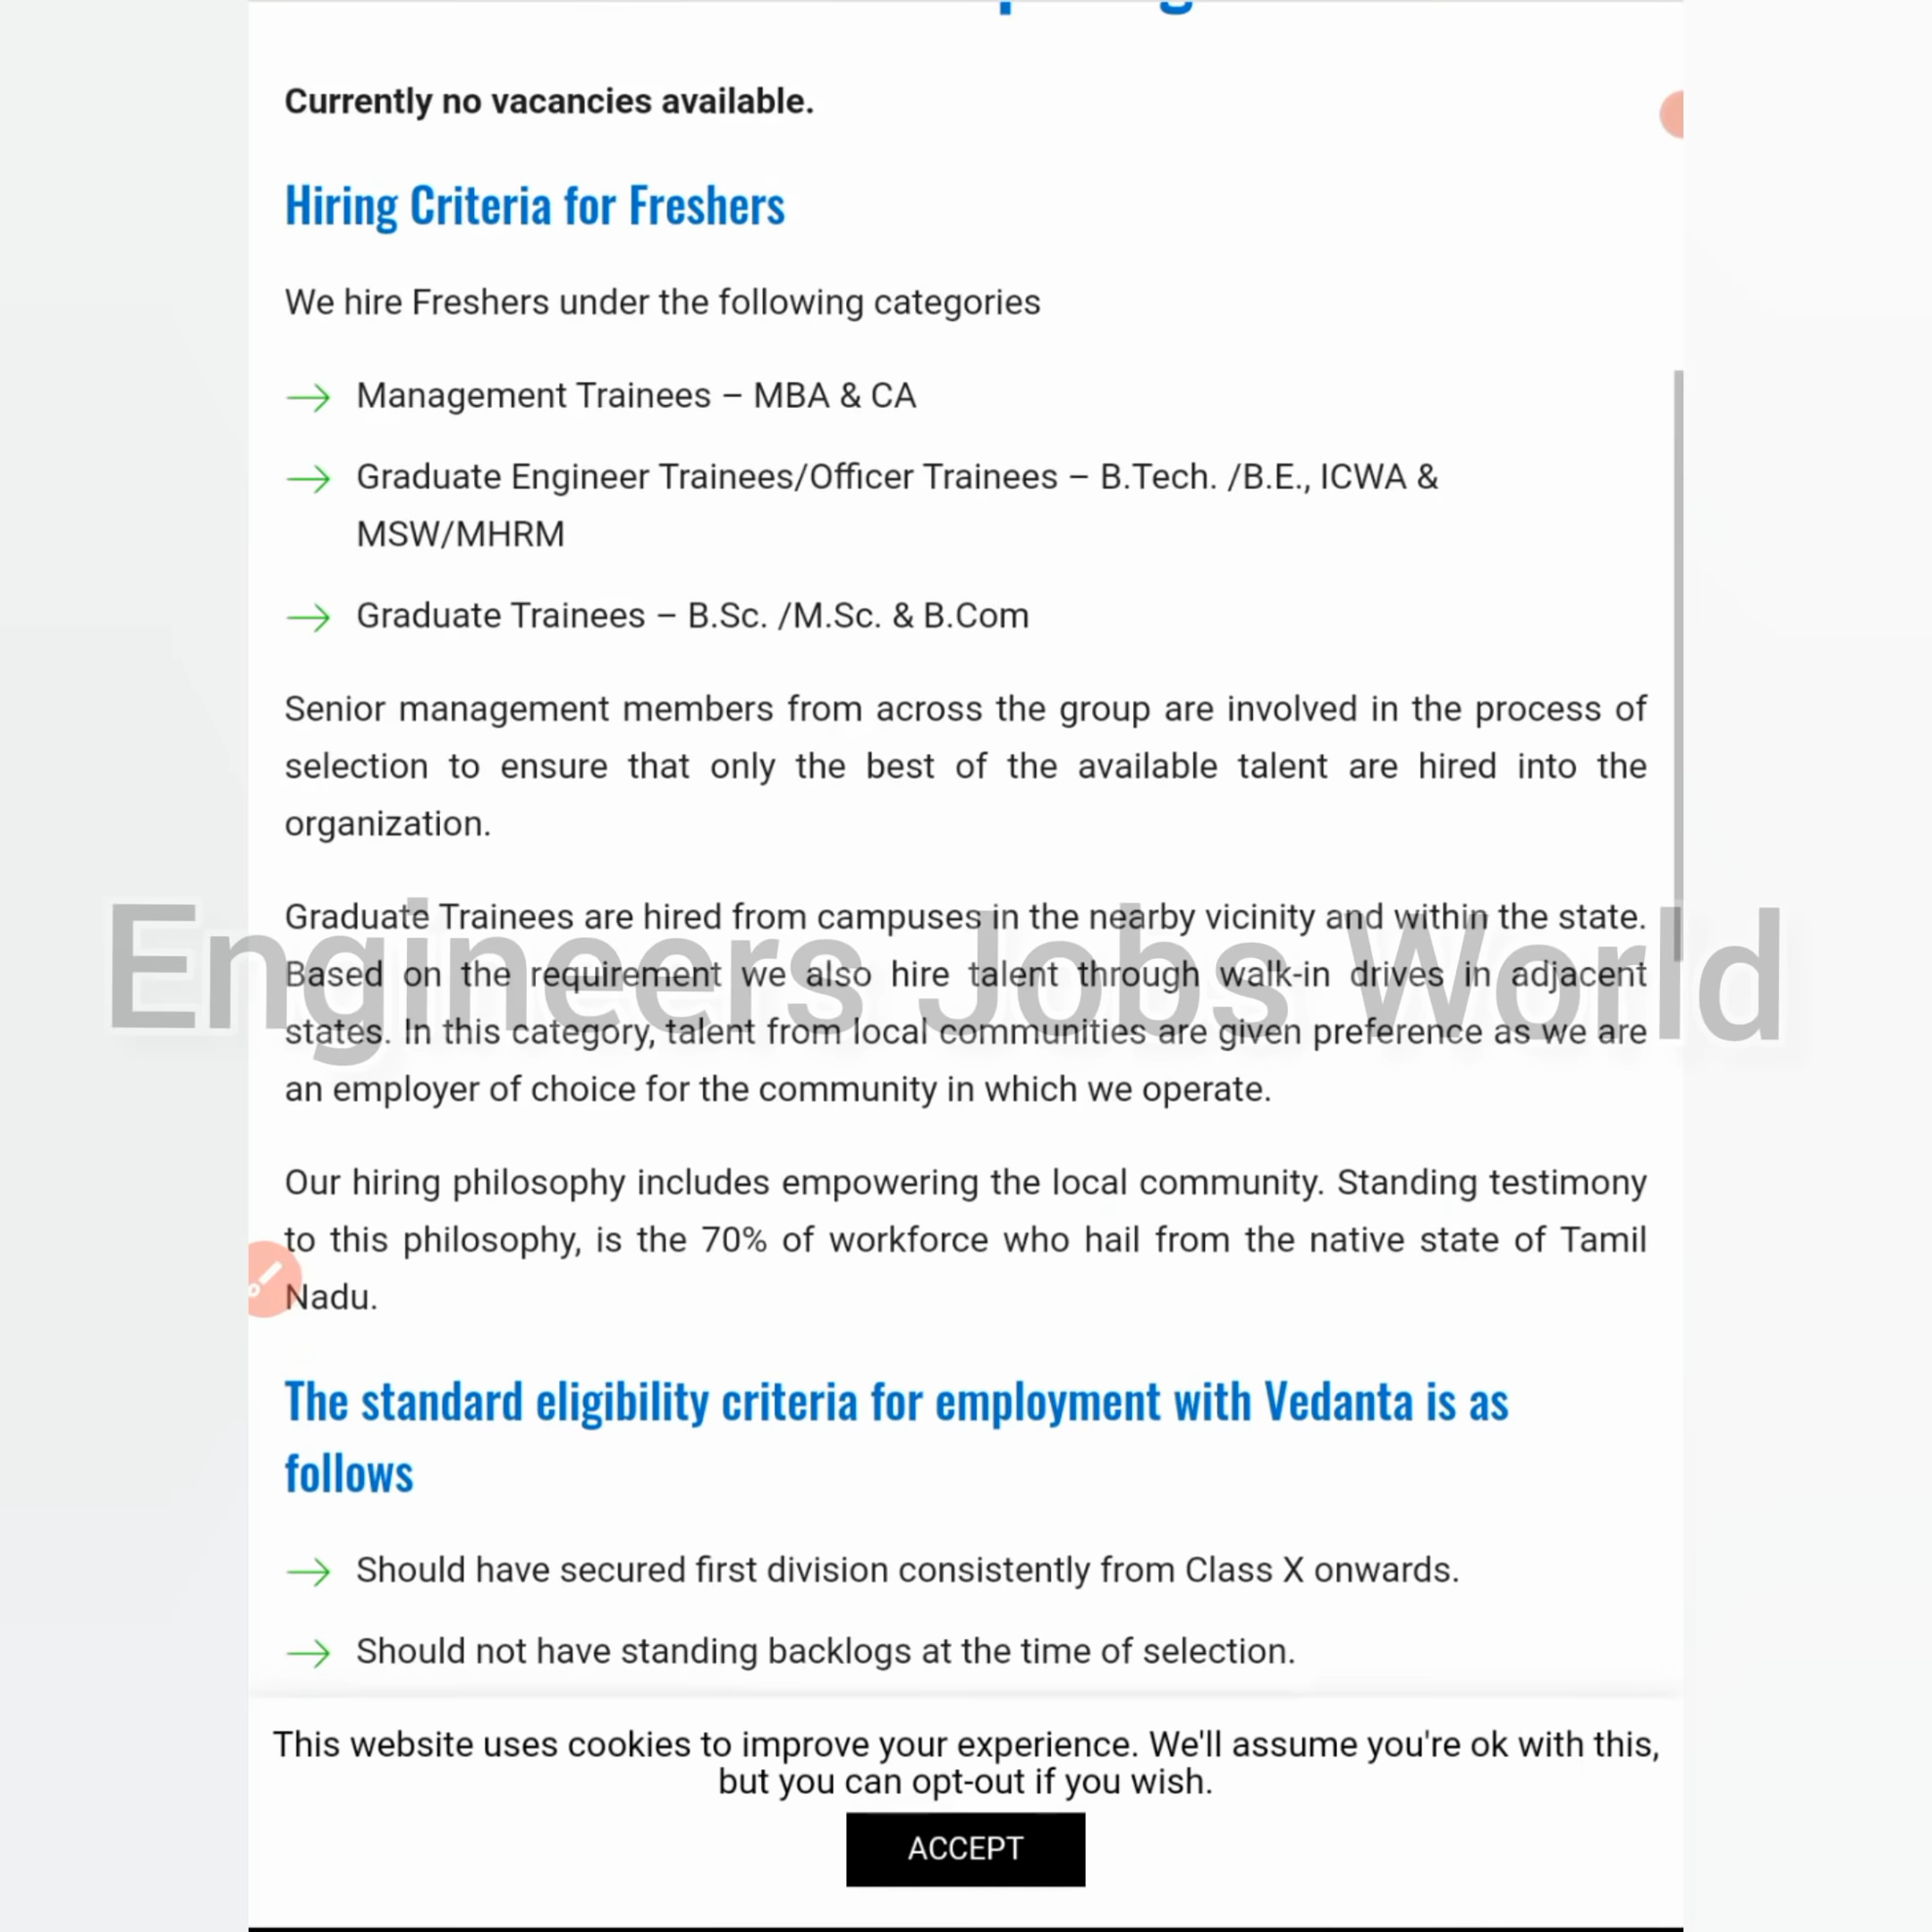 Currently no vacancies available.
Hiring Criteria for Freshers
We hire Freshers under the following categories
Management Trainees – MBA & CA
Graduate Engineer Trainees/Officer Trainees – B.Tech. /B.E., ICWA &
MSW/MHRM
Graduate Trainees – B.Sc. /M.Sc. & B.Com
Senior management members from across the group are involved in the process of
selection to ensure that only the best of the available talent are hired into the
organization.
Graduate Trainees are hired from campuses in the nearby vicinity and within the state.
Engineers Jobs World
Based on the requirement we also hire talent through walk-in drives in adjacent
states. In this category, talent from local communities are given preference as we are
an employer of choice for the community in which we operate.
Our hiring philosophy includes empowering the local community. Standing testimony
to this philosophy, is the 70% of workforce who hail from the native state of Tamil
Nadu.
The standard eligibility criteria for employment with Vedanta is as
follows
Should have secured first division consistently from Class X onwards.
Should not have standing backlogs at the time of selection.
This website uses cookies to improve your experience. We'll assume you're ok with this,
but you can opt-out if you wish.
ACCEPT